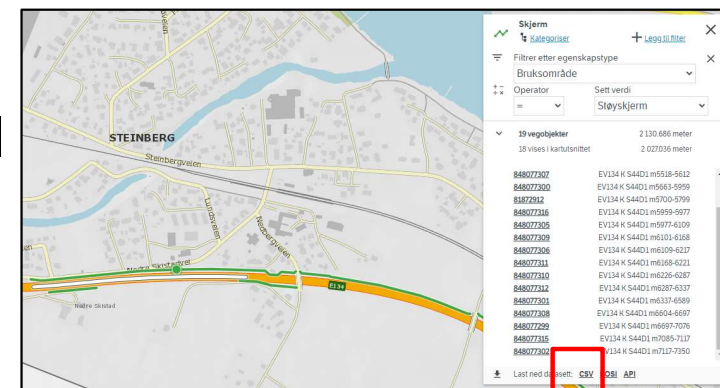 Skjerm
Kategoriser
Legg til filter
Filtrer etter egenskapstype
Bruksområde
Operator Sett verdi
= Støyskjerm
19 vegobjekter 2 130.686 meter
18 vises i kartutsnittet 2 027.036 meter
848077307 EV134 K S44D1 m5518-5612
848077300 EV134 K S44D1 m5663-5959
81872912 EV134 K S44D1 m5700-5799
848077316 EV134 K S44D1 m5959-5977
848077305 EV134 K S44D1 m5977-6109
848077309 EV134 K S44D1 m6101-6168
848077306 EV134 K S44D1 m6109-6217
848077311 EV134 K S44D1 m6168-6221
848077310 EV134 K S44D1 m6226-6287
848077312 EV134 K S44D1 m6287-6337
848077301 EV134 K S44D1 m6337-6589
848077308 EV134 K S44D1 m6604-6697
848077299 EV134 K S44D1 m6697-7076
848077315 EV134 K S44D1 m7085-7117
848077302 EV134 K S44D1 m7117-7350
Last ned datasett: CSV SOSI API
STEINBERG
Steinbergveien
Lundsveien
Nedbergveien
Nedre Skistadvei
E134
Nedre Skistad